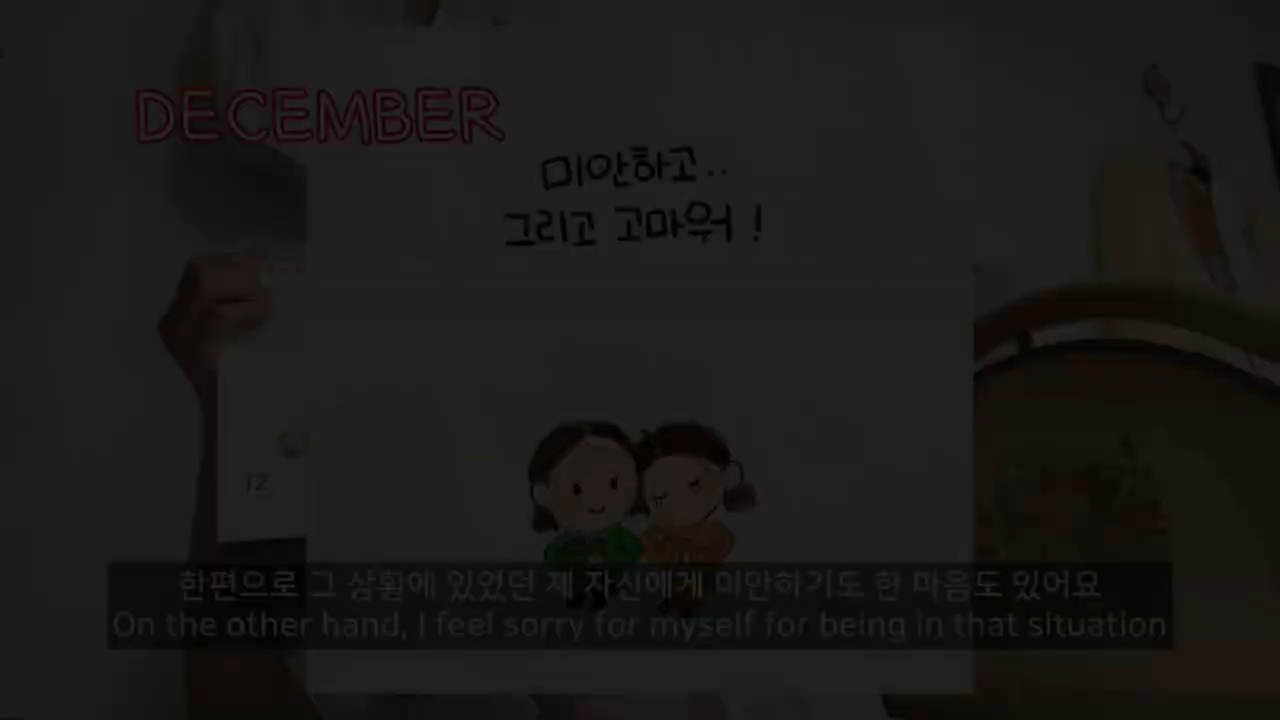 DECEMBER
미안하고..
그리고 고마워!
12
한편으로 그 상황에 있었던 제 자신에게 미안하기도 한 마음도 있어요
On the other hand, I feel sorry for myself for being in that situation